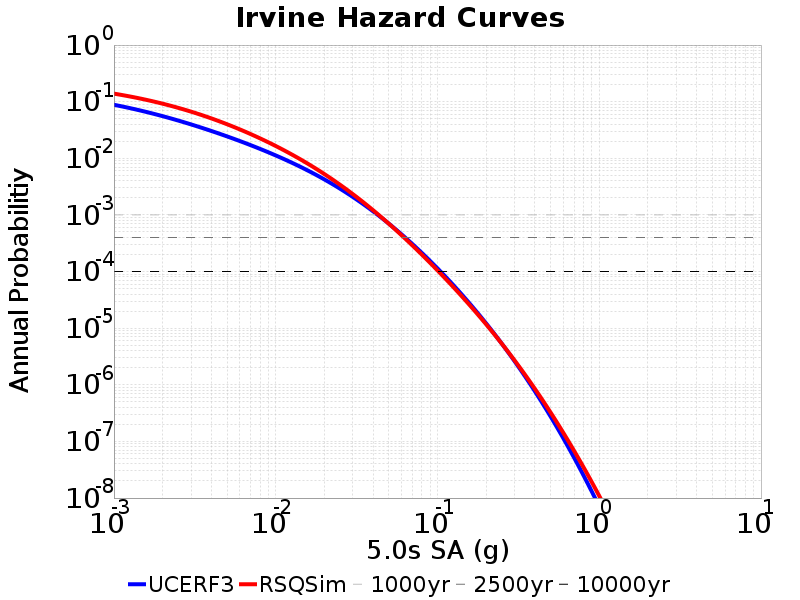 Irvine Hazard Curves
Annual Probabilitiy
10^0
10^-1
10^-2
10^-3
10^-4
10^-5
10^-6
10^-7
10^-8
10^-3 10^-2 10^-1 10^0 10^1
5.0s SA (g)
UCERF3 RSQSim 1000yr 2500yr 10000yr